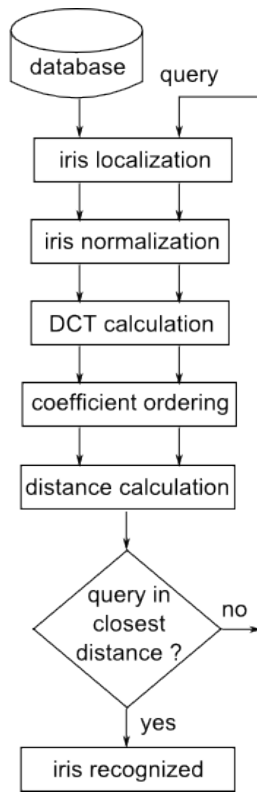 database
query
iris localization
iris normalization
DCT calculation
coefficient ordering
distance calculation
query in
closest
distance ?
no
yes
iris recognized